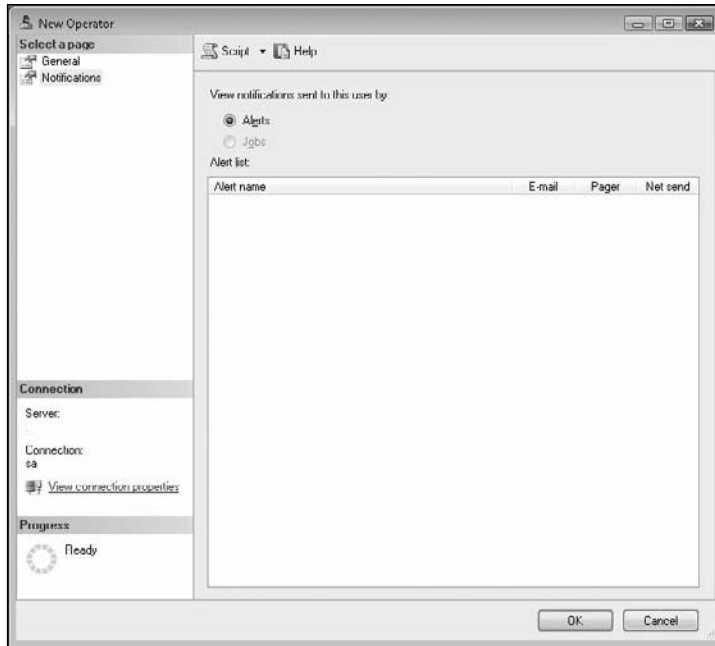 New Operator
Select a page
General
Notifications
Script Help
View notifications sent to this user by:
Alerts
Jobs
Alert list:
Alert name E-mail Pager Net send
Connection
Server:
Connection:
sa
View connection properties
Progress
Ready
OK Cancel